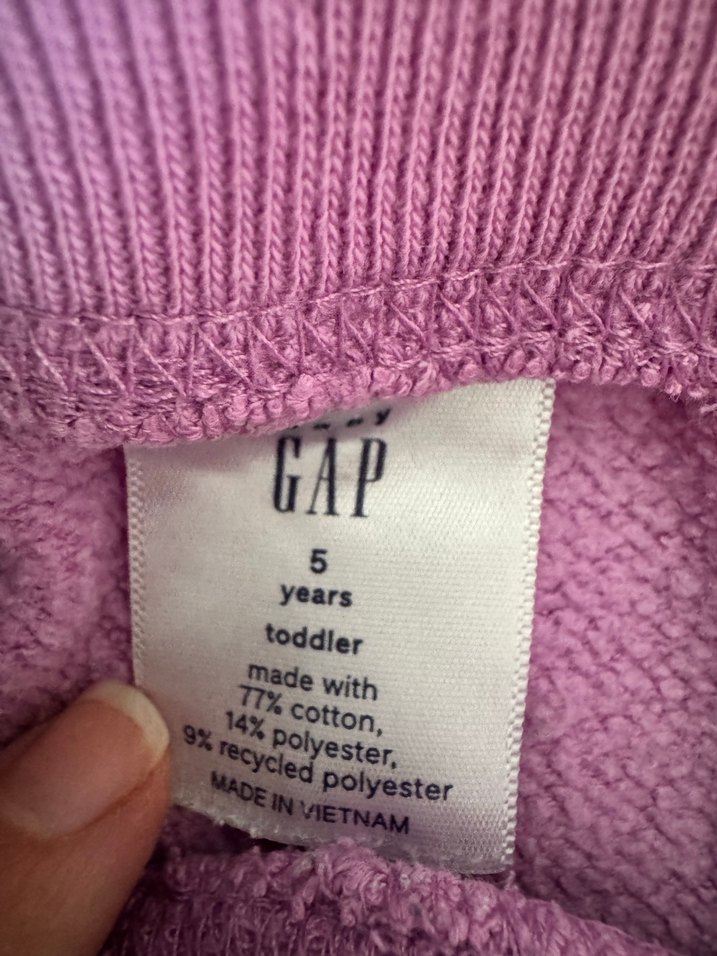 GAP
5
years
toddler
made with
77% cotton,
14% polyester,
9% recycled polyester
MADE IN VIETNAM